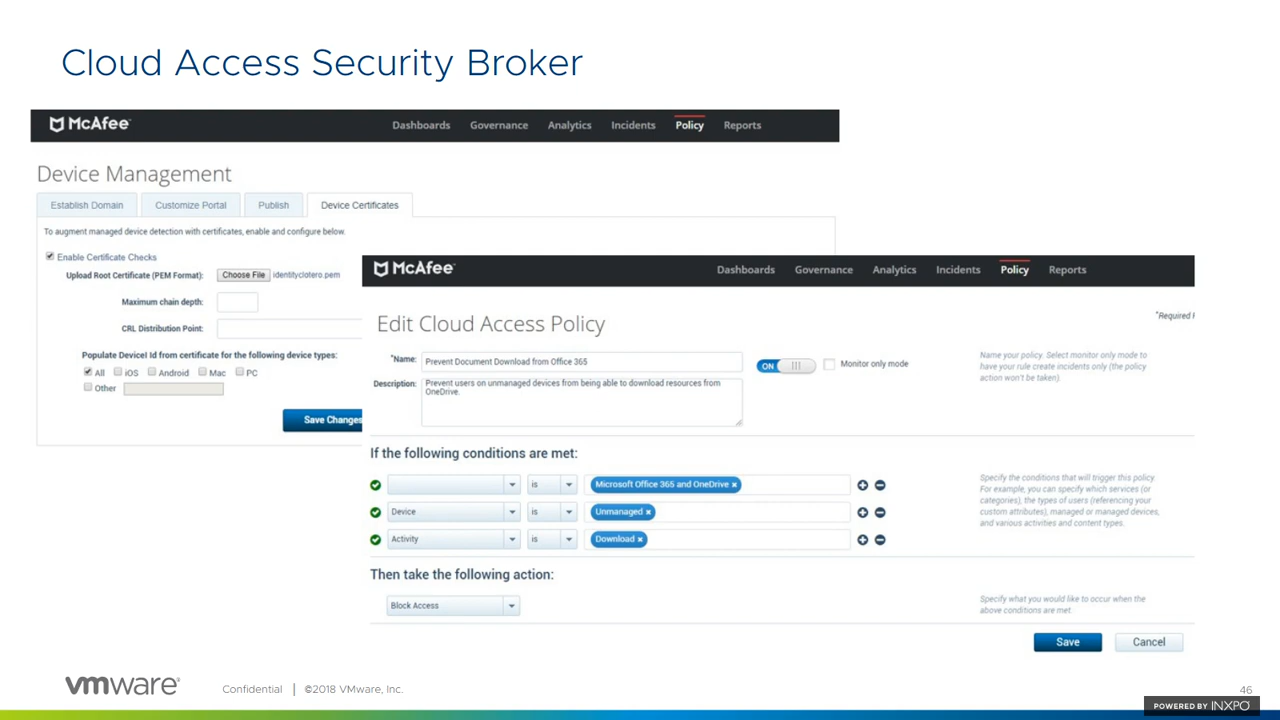 Cloud Access Security Broker
McAfee
Dashboards Governance Analytics Incidents Policy Reports
Device Management
Establish Domain Customize Portal Publish Device Certificates
To augment managed device detection with certificates, enable and configure below.
Enable Certificate Checks
Upload Root Certificate (PEM Format): Choose File identityclotero.pem
Maximum chain depth:
CRL Distribution Point:
Populate DeviceI Id from certificate for the following device types:
All iOS Android Mac PC
Other
Save Changes
McAfee
Dashboards Governance Analytics Incidents Policy Reports
Edit Cloud Access Policy
*Required
*Name: Prevent Document Download from Office 365
ON Monitor only mode
Name your policy. Select monitor only mode to
have your rule create incidents only (the policy
action won't be taken).
Description: Prevent users on unmanaged devices from being able to download resources from
OneDrive.
If the following conditions are met:
is Microsoft Office 365 and OneDrive ×
Device is Unmanaged ×
Activity is Download ×
Specify the conditions that will trigger this policy
For example, you can specify which services (or
categories), the types of users (referencing your
custom attributes), managed or managed devices,
and various activities and content types.
Then take the following action:
Block Access
Specify what you would like to occur when the
above conditions are met.
Save Cancel
vmware®
Confidential | ©2018 VMware, Inc.
46
POWERED BY INXPO